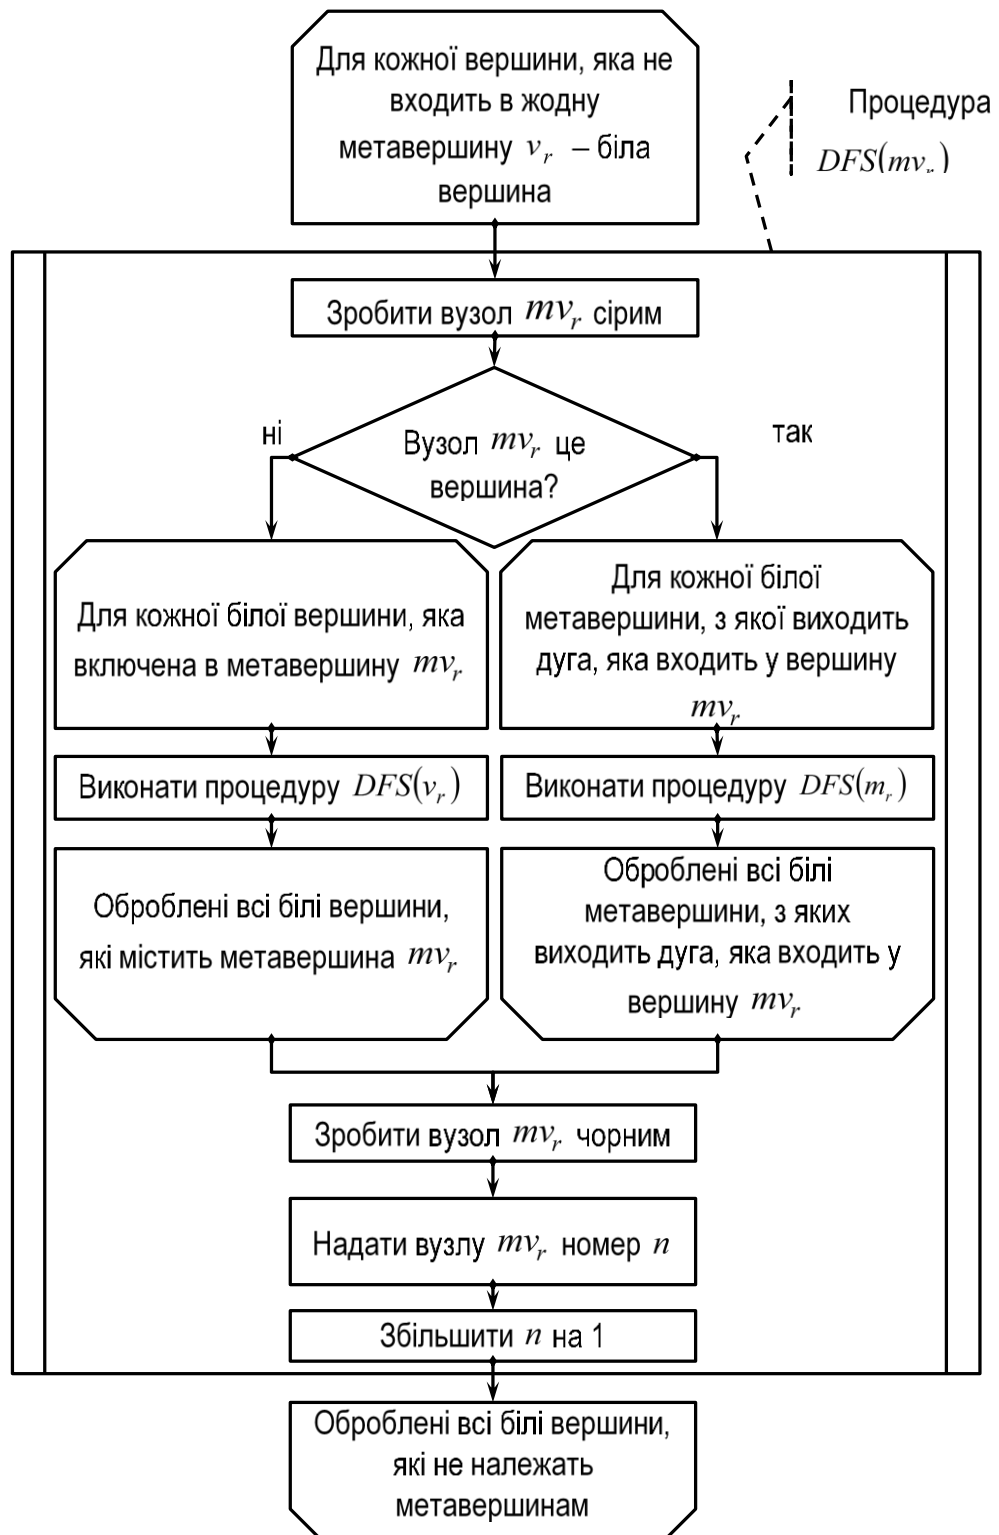 Для кожної вершини, яка не
входить в жодну
метавершину v_r – біла
вершина
Процедура
DFS(mv_r)
Зробити вузол mv_r сірим
ні
так
Вузол mv_r це
вершина?
Для кожної білої вершини, яка
включена в метавершину mv_r
Для кожної білої
метавершини, з якої виходить
дуга, яка входить у вершину
mv_r
Виконати процедуру DFS(v_r)
Виконати процедуру DFS(m_r)
Оброблені всі білі вершини,
які містить метавершина mv_r
Оброблені всі білі
метавершини, з яких
виходить дуга, яка входить у
вершину mv_r
Зробити вузол mv_r чорним
Надати вузлу mv_r номер n
Збільшити n на 1
Оброблені всі білі вершини,
які не належать
метавершинам